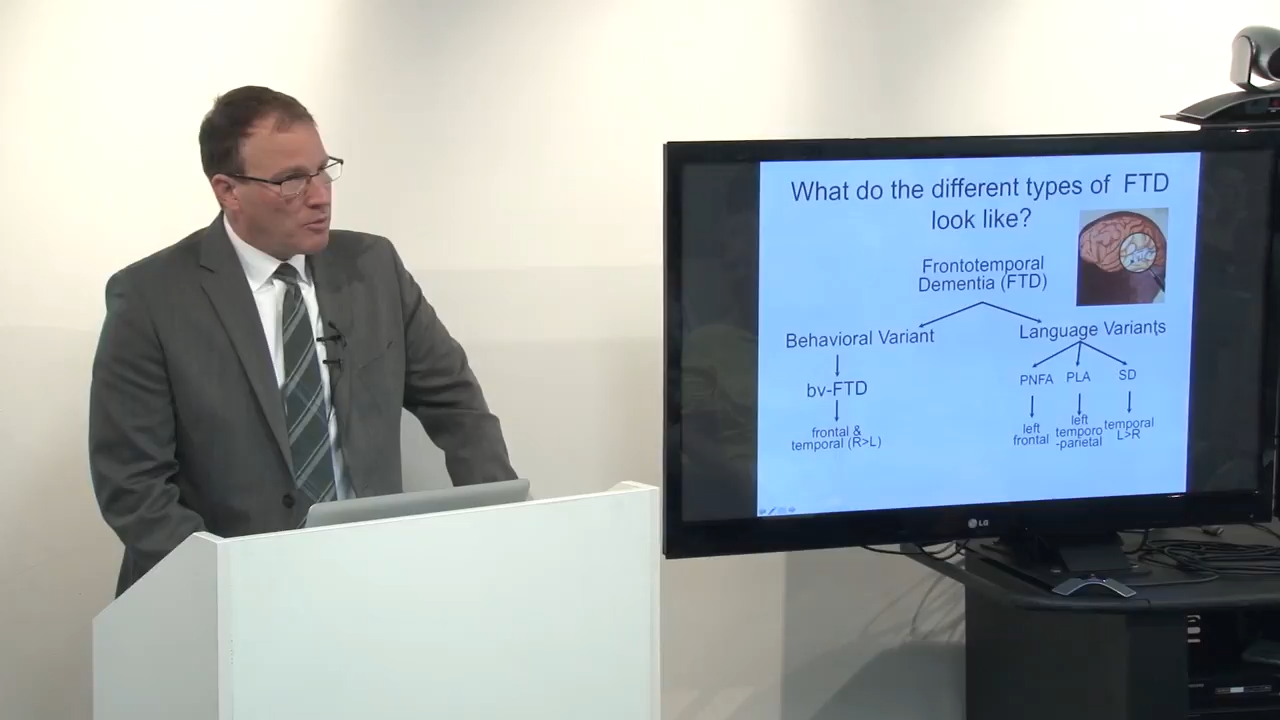 What do the different types of FTD
look like?
Frontotemporal
Dementia (FTD)
Behavioral Variant
Language Variants
bv-FTD
PNFA
PLA
SD
frontal &
temporal (R>L)
left
frontal
left
temporo
-parietal
temporal
L>R
LG